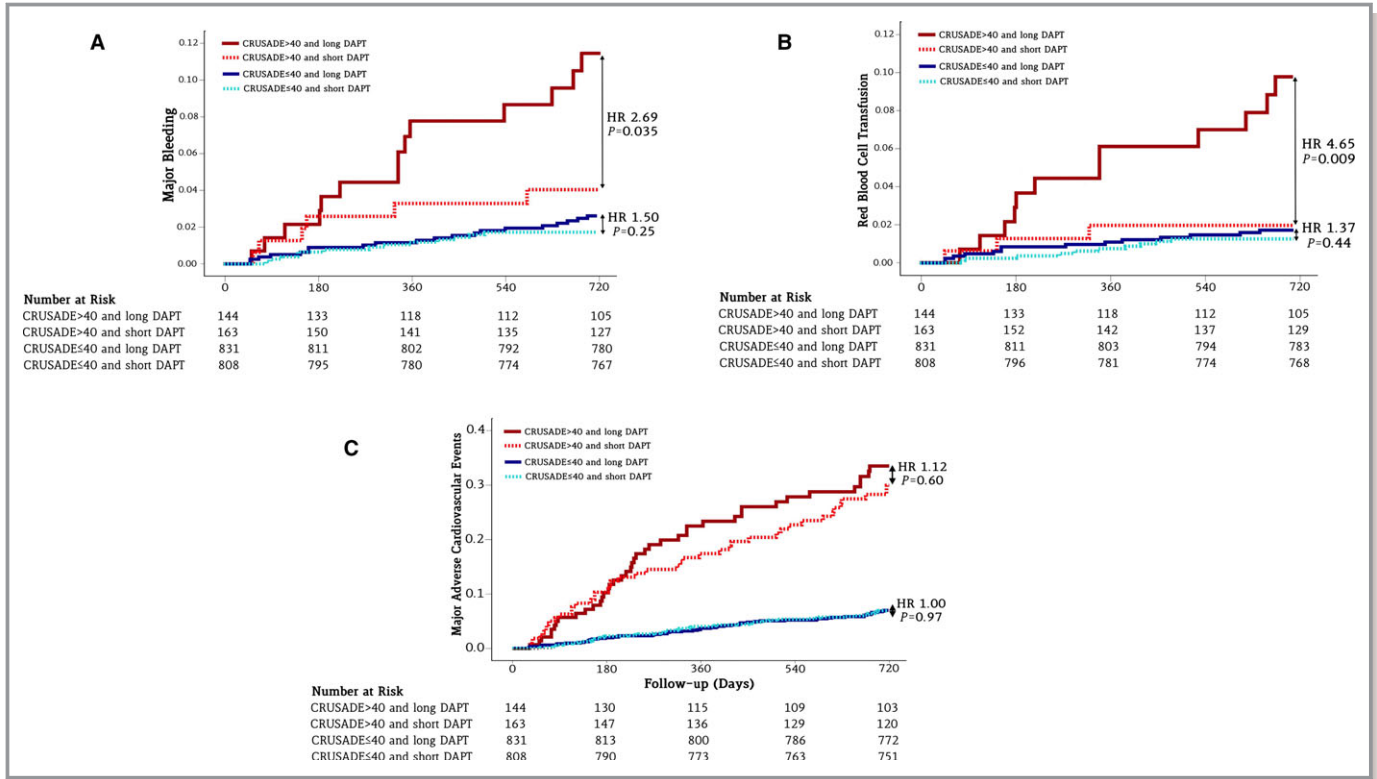 A
Major Bleeding
0.12
0.10
0.08
0.06
0.04
0.02
0.00
CRUSADE>40 and long DAPT
CRUSADE>40 and short DAPT
CRUSADE≤40 and long DAPT
CRUSADE≤40 and short DAPT
HR 2.69
P=0.035
HR 1.50
P=0.25
0 180 360 540 720
Number at Risk
CRUSADE>40 and long DAPT 144 133 118 112 105
CRUSADE>40 and short DAPT 163 150 141 135 127
CRUSADE≤40 and long DAPT 831 811 802 792 780
CRUSADE≤40 and short DAPT 808 795 780 774 767
B
Red Blood Cell Transfusion
0.12
0.10
0.08
0.06
0.04
0.02
0.00
CRUSADE>40 and long DAPT
CRUSADE>40 and short DAPT
CRUSADE≤40 and long DAPT
CRUSADE≤40 and short DAPT
HR 4.65
P=0.009
HR 1.37
P=0.44
0 180 360 540 720
Number at Risk
CRUSADE>40 and long DAPT 144 133 118 112 105
CRUSADE>40 and short DAPT 163 152 142 137 129
CRUSADE≤40 and long DAPT 831 811 803 794 783
CRUSADE≤40 and short DAPT 808 796 781 774 768
C
Major Adverse Cardiovascular Events
0.4
0.3
0.2
0.1
0.0
CRUSADE>40 and long DAPT
CRUSADE>40 and short DAPT
CRUSADE≤40 and long DAPT
CRUSADE≤40 and short DAPT
HR 1.12
P=0.60
HR 1.00
P=0.97
0 180 360 540 720
Follow-up (Days)
Number at Risk
CRUSADE>40 and long DAPT 144 130 115 109 103
CRUSADE>40 and short DAPT 163 147 136 129 120
CRUSADE≤40 and long DAPT 831 813 800 786 772
CRUSADE≤40 and short DAPT 808 790 773 763 751